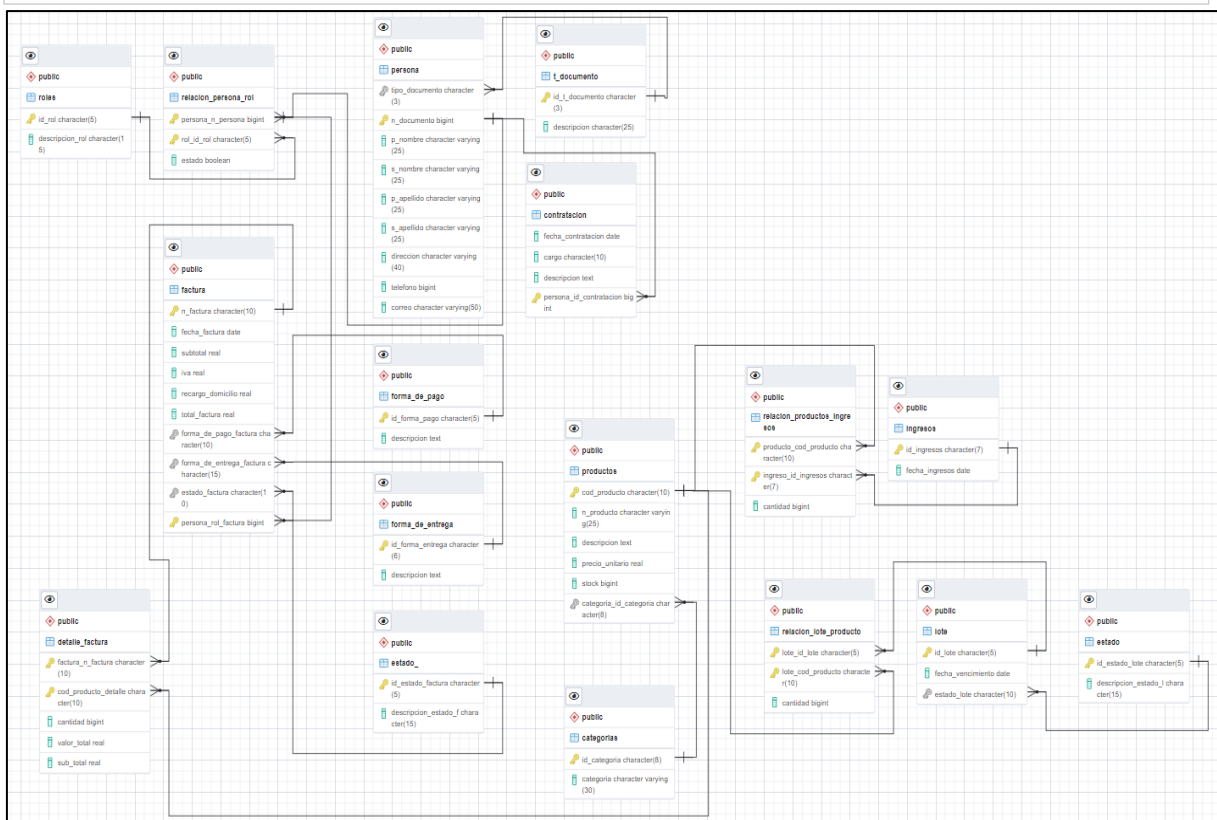 public
roles
id_rol character(5)
descripcion_rol character(1
5)
public
relacion_persona_rol
persona_n_persona bigint
rol_id_rol character(5)
estado boolean
public
persona
tipo_documento character
(3)
n_documento bigint
p_nombre character varying
(25)
s_nombre character varying
(25)
p_apellido character varying
(25)
s_apellido character varying
(25)
direccion character varying
(40)
telefono bigint
correo character varying(50)
public
t_documento
id_t_documento character
(3)
descripcion character(25)
public
contratacion
fecha_contratacion date
cargo character(10)
descripcion text
persona_id_contratacion big
int
public
factura
n_factura character(10)
fecha_factura date
subtotal real
iva real
recargo_domicilio real
total_factura real
forma_de_pago_factura cha
racter(10)
forma_de_entrega_factura c
haracter(15)
estado_factura character(1
0)
persona_rol_factura bigint
public
forma_de_pago
id_forma_pago character(5)
descripcion text
public
forma_de_entrega
id_forma_entrega character
(6)
descripcion text
public
estado_
id_estado_factura character
(5)
descripcion_estado_f chara
cter(15)
public
productos
cod_producto character(10)
n_producto character varyin
g(25)
descripcion text
precio_unitario real
stock bigint
categoria_id_categoria char
acter(8)
public
categorias
id_categoria character(8)
categoria character varying
(30)
public
relacion_productos_ingre
sos
producto_cod_producto cha
racter(10)
ingreso_id_ingresos charact
er(7)
cantidad bigint
public
ingresos
id_ingresos character(7)
fecha_ingresos date
public
relacion_lote_producto
lote_id_lote character(5)
lote_cod_producto characte
r(10)
cantidad bigint
public
lote
id_lote character(5)
fecha_vencimiento date
estado_lote character(10)
public
estado
id_estado_lote character(5)
descripcion_estado_l chara
cter(15)
public
detalle_factura
factura_n_factura character
(10)
cod_producto_detalle chara
cter(10)
cantidad bigint
valor_total real
sub_total real